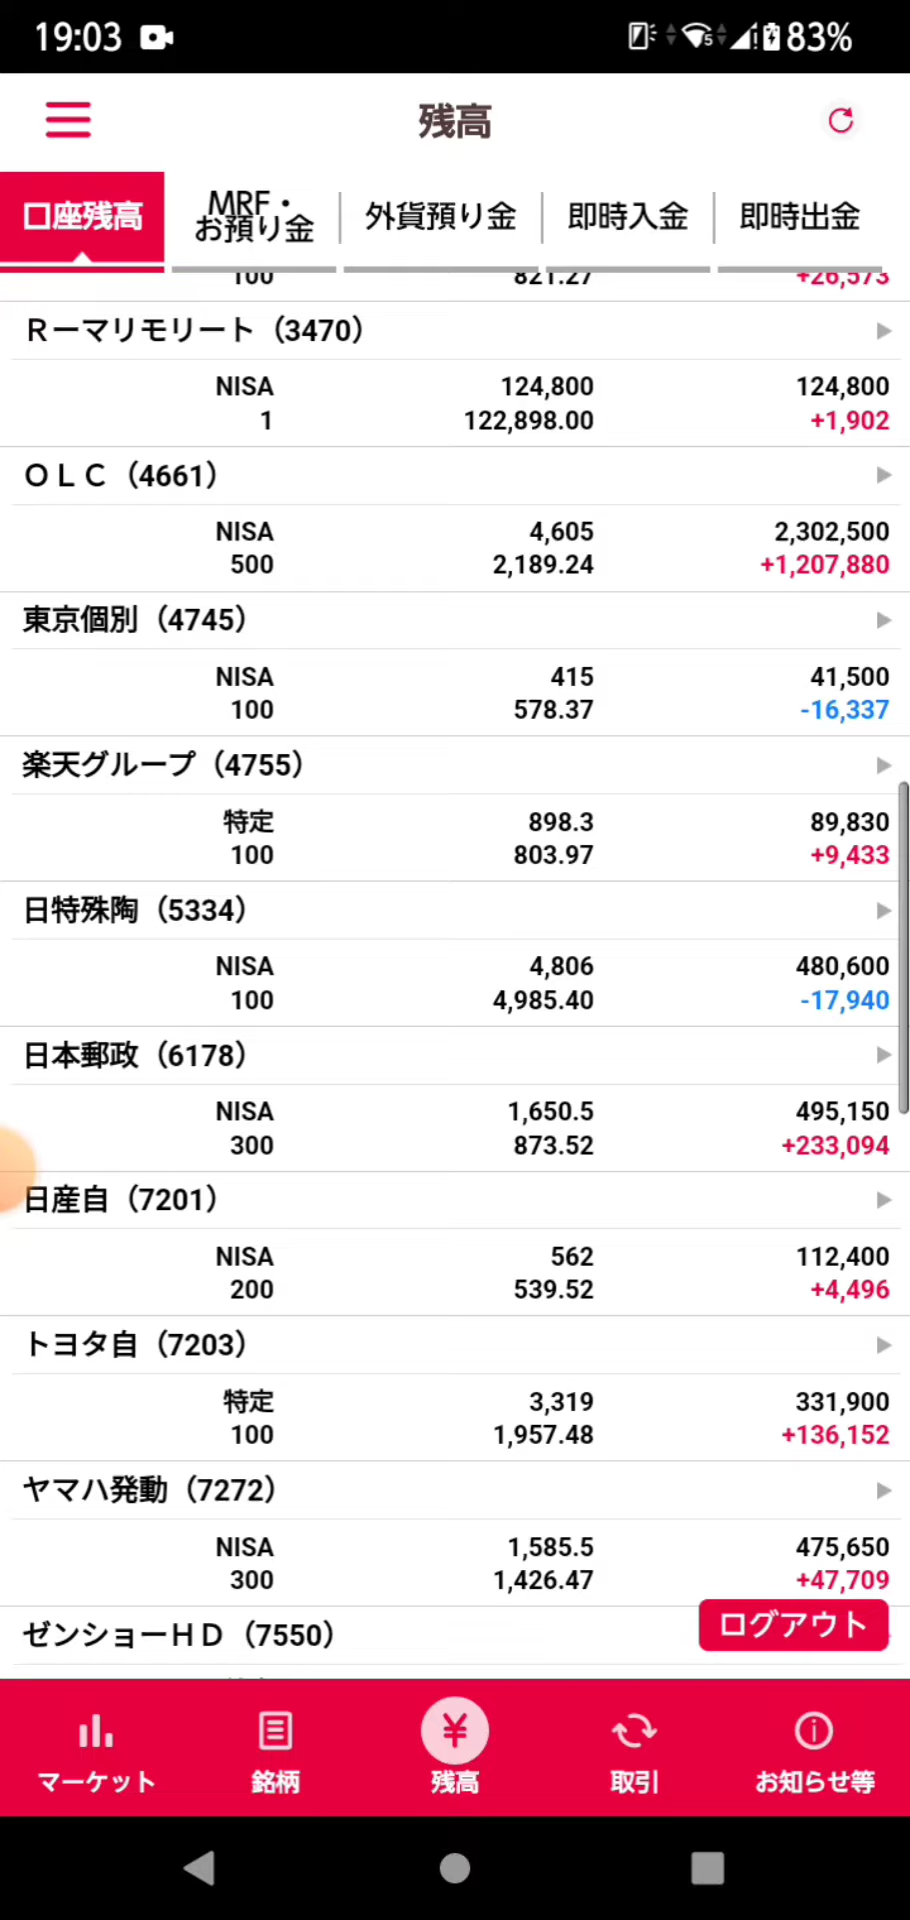 19:03 83%
残高
口座残高 MRF・お預り金 外貨預り金 即時入金 即時出金
100 821.27 +26,573
Rーマリモリート（3470）
NISA 124,800 124,800
1 122,898.00 +1,902
ＯＬＣ（4661）
NISA 4,605 2,302,500
500 2,189.24 +1,207,880
東京個別（4745）
NISA 415 41,500
100 578.37 -16,337
楽天グループ（4755）
特定 898.3 89,830
100 803.97 +9,433
日特殊陶（5334）
NISA 4,806 480,600
100 4,985.40 -17,940
日本郵政（6178）
NISA 1,650.5 495,150
300 873.52 +233,094
日産自（7201）
NISA 562 112,400
200 539.52 +4,496
トヨタ自（7203）
特定 3,319 331,900
100 1,957.48 +136,152
ヤマハ発動（7272）
NISA 1,585.5 475,650
300 1,426.47 +47,709
ゼンショーＨＤ（7550）
ログアウト
マーケット 銘柄 残高 取引 お知らせ等